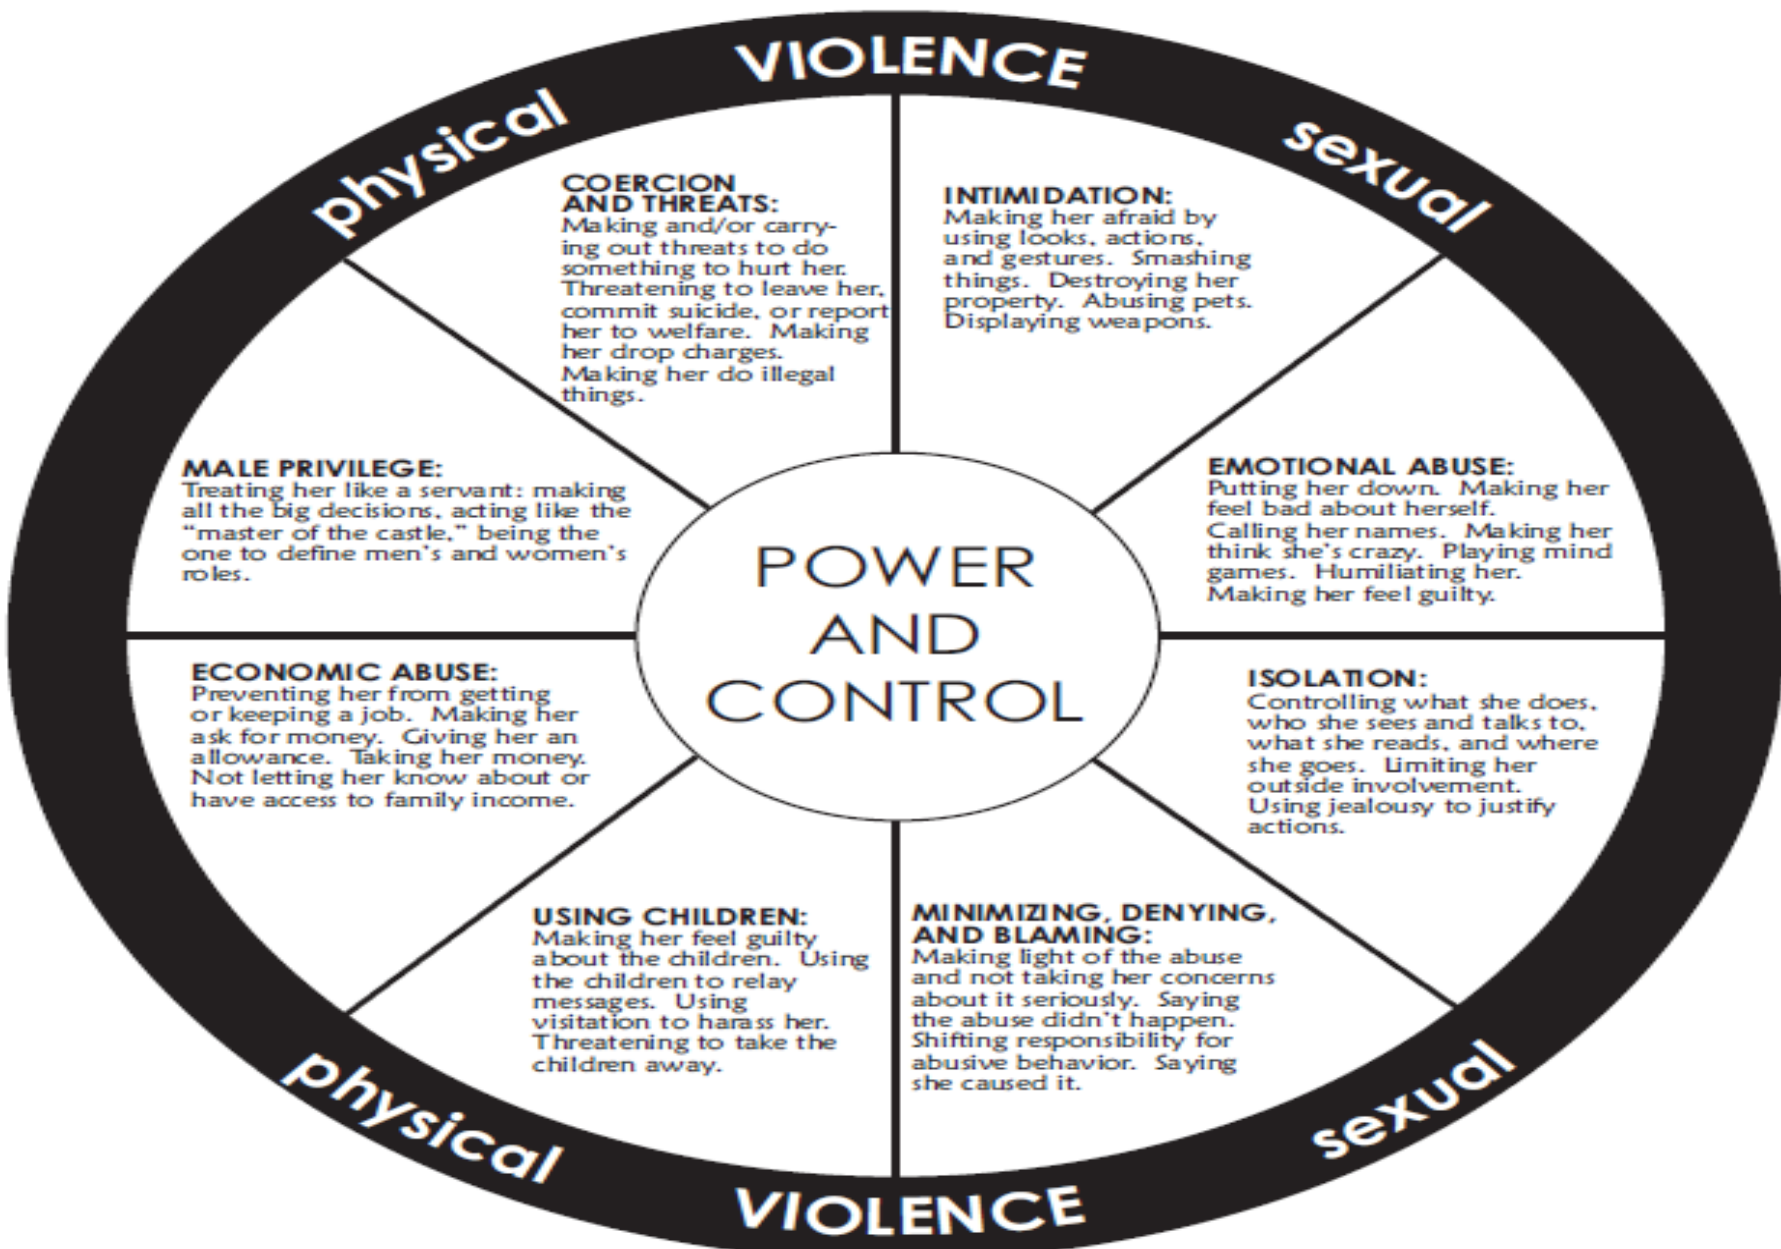 VIOLENCE
physical
sexual
COERCION
AND THREATS:
Making and/or carry-
ing out threats to do
something to hurt her.
Threatening to leave her,
commit suicide, or report
her to welfare.  Making
her drop charges.
Making her do illegal
things.
INTIMIDATION:
Making her afraid by
using looks, actions,
and gestures.  Smashing
things.  Destroying her
property.  Abusing pets.
Displaying weapons.
MALE PRIVILEGE:
Treating her like a servant: making
all the big decisions, acting like the
“master of the castle,” being the
one to define men’s and women’s
roles.
EMOTIONAL ABUSE:
Putting her down.  Making her
feel bad about herself.
Calling her names.  Making her
think she’s crazy.  Playing mind
games.  Humiliating her.
Making her feel guilty.
POWER
AND
CONTROL
ECONOMIC ABUSE:
Preventing her from getting
or keeping a job.  Making her
ask for money.  Giving her an
allowance.  Taking her money.
Not letting her know about or
have access to family income.
ISOLATION:
Controlling what she does,
who she sees and talks to,
what she reads, and where
she goes.  Limiting her
outside involvement.
Using jealousy to justify
actions.
USING CHILDREN:
Making her feel guilty
about the children.  Using
the children to relay
messages.  Using
visitation to harass her.
Threatening to take the
children away.
MINIMIZING, DENYING,
AND BLAMING:
Making light of the abuse
and not taking her concerns
about it seriously.  Saying
the abuse didn’t happen.
Shifting responsibility for
abusive behavior.  Saying
she caused it.
physical
sexual
VIOLENCE